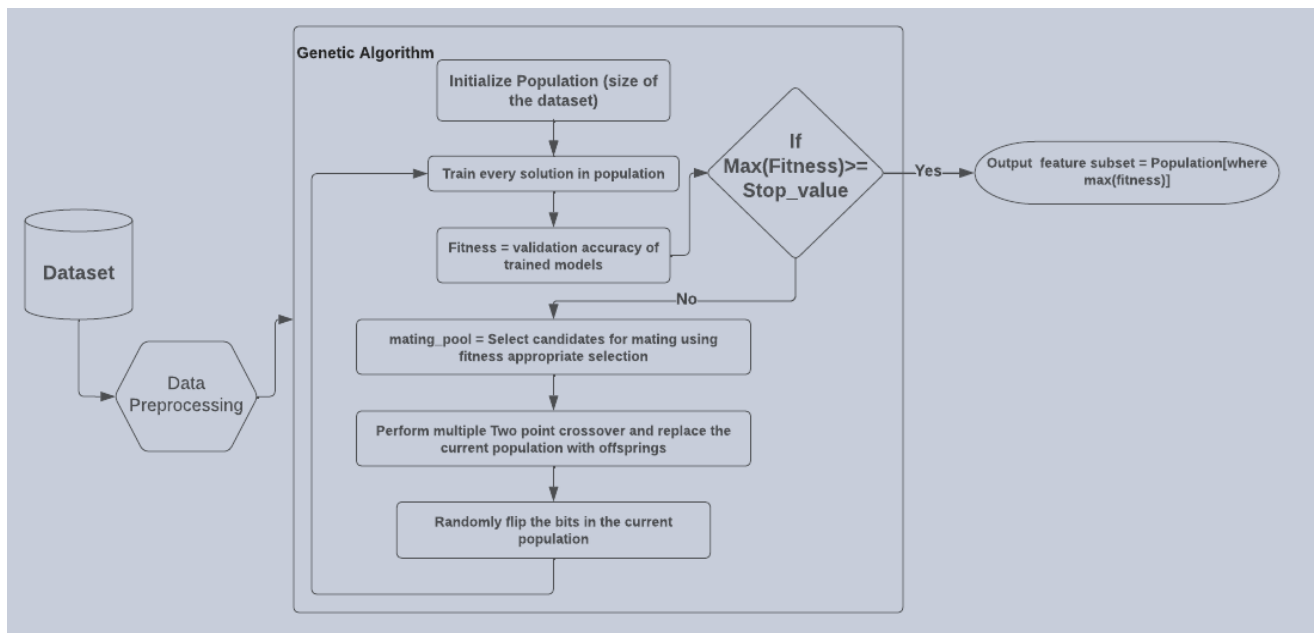 Genetic Algorithm
Initialize Population (size of
the dataset)
Train every solution in population
Fitness = validation accuracy of
trained models
If
Max(Fitness)>=
Stop_value
Yes
Output feature subset = Population[where
max(fitness)]
No
Dataset
Data
Preprocessing
mating_pool = Select candidates for mating using
fitness appropriate selection
Perform multiple Two point crossover and replace the
current population with offsprings
Randomly flip the bits in the current
population